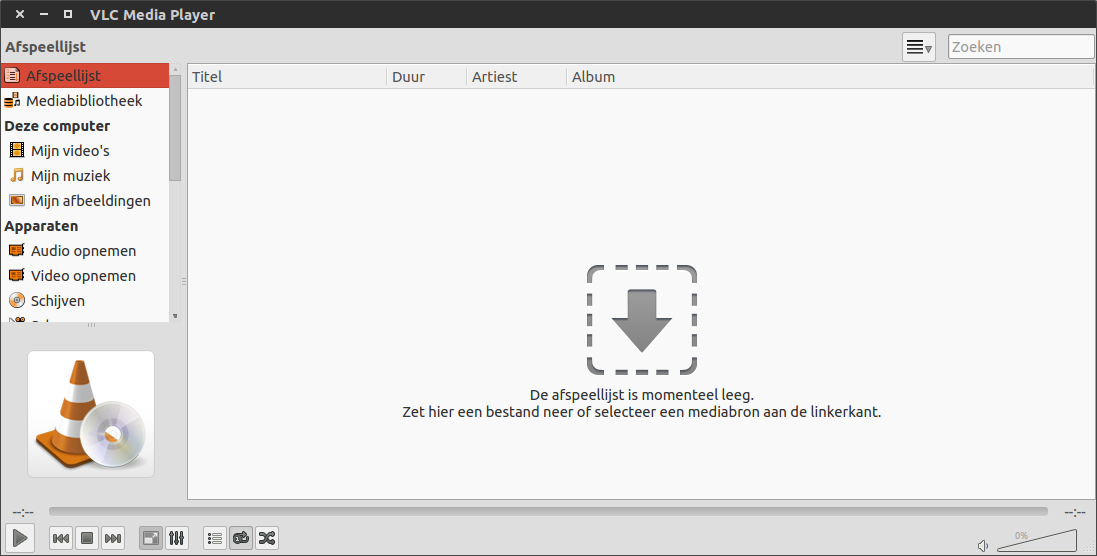 VLC Media Player
Afspeellijst
Zoeken
Afspeellijst
Mediabibliotheek
Deze computer
Mijn video's
Mijn muziek
Mijn afbeeldingen
Apparaten
Audio opnemen
Video opnemen
Schijven
Titel Duur Artiest Album
De afspeellijst is momenteel leeg.
Zet hier een bestand neer of selecteer een mediabron aan de linkerkant.
--:-- --:--
0%